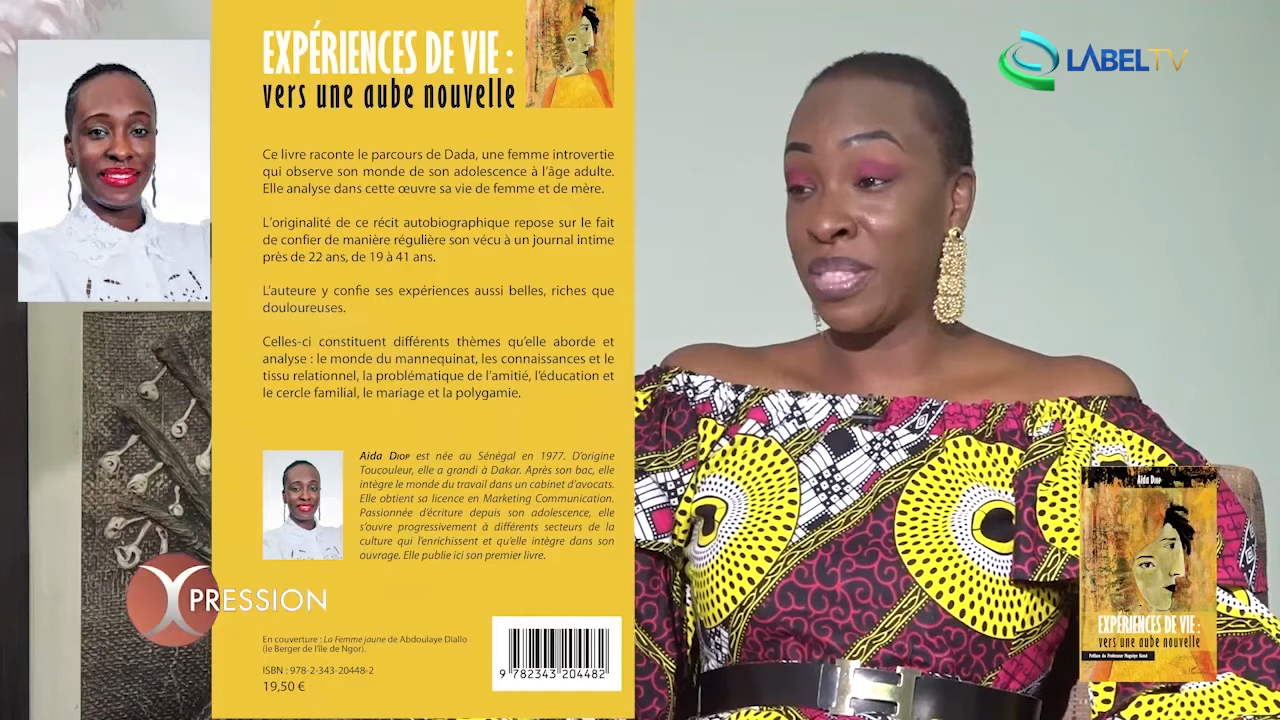 EXPÉRIENCES DE VIE :
vers une aube nouvelle
Ce livre raconte le parcours de Dada, une femme introvertie
qui observe son monde de son adolescence à l'âge adulte.
Elle analyse dans cette œuvre sa vie de femme et de mère.
L'originalité de ce récit autobiographique repose sur le fait
de confier de manière régulière son vécu à un journal intime
près de 22 ans, de 19 à 41 ans.
L'auteure y confie ses expériences aussi belles, riches que
douloureuses.
Celles-ci constituent différents thèmes qu'elle aborde et
analyse : le monde du mannequinat, les connaissances et le
tissu relationnel, la problématique de l'amitié, l'éducation et
le cercle familial, le mariage et la polygamie.
Aida DIOP est née au Sénégal en 1977. D'origine
Toucouleur, elle a grandi à Dakar. Après son bac, elle
intègre le monde du travail dans un cabinet d'avocats.
Elle obtient sa licence en Marketing Communication.
Passionnée d'écriture depuis son adolescence, elle
s'ouvre progressivement à différents secteurs de la
culture qui l'enrichissent et qu'elle intègre dans son
ouvrage. Elle publie ici son premier livre.
XPRESSION
En couverture : La Femme jaune de Abdoulaye Diallo
(le Berger de l'île de Ngor).
ISBN : 978-2-343-20448-2
19,50 €
9 782343 204482
LABEL TV
Aida DIOP
EXPÉRIENCES DE VIE :
vers une aube nouvelle